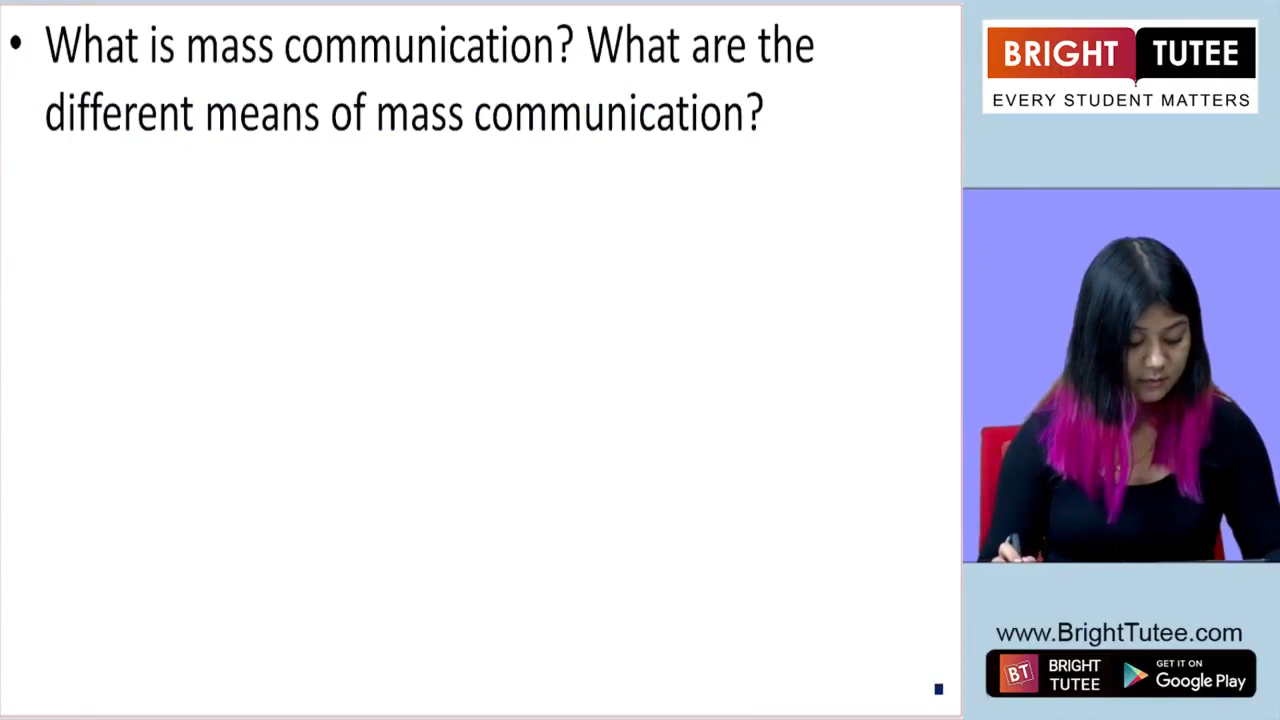 • What is mass communication? What are the
different means of mass communication?
BRIGHT TUTEE
EVERY STUDENT MATTERS
www.BrightTutee.com
BT
BRIGHT
TUTEE
GET IT ON
Google Play